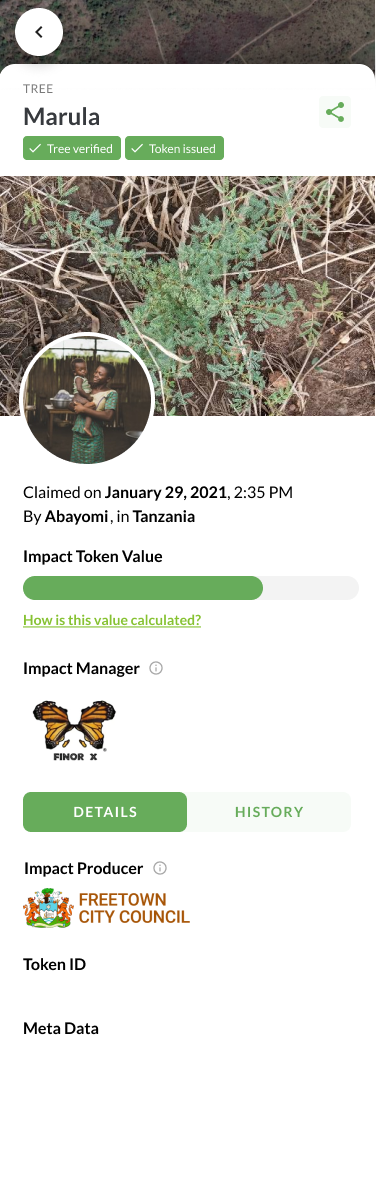 TREE
Marula
Tree verified
Token issued
Claimed on January 29, 2021, 2:35 PM
By Abayomi, in Tanzania
Impact Token Value
How is this value calculated?
Impact Manager
FINOR X
DETAILS
HISTORY
Impact Producer
FREETOWN
CITY COUNCIL
Token ID
Meta Data